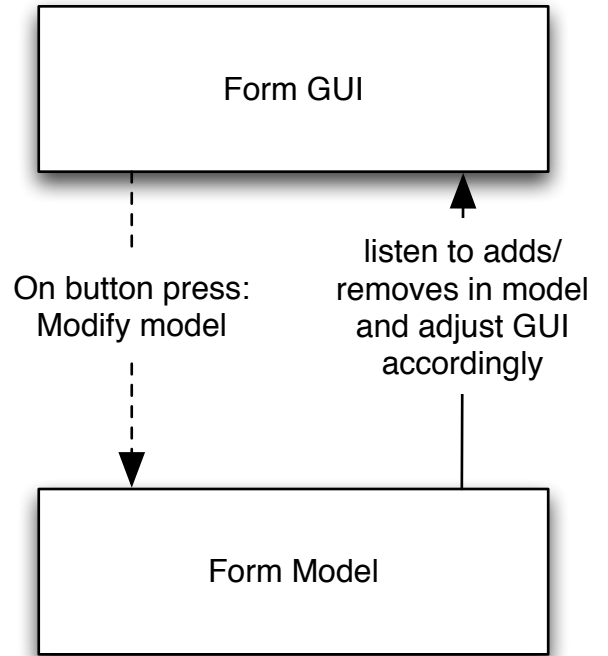 Form GUI
On button press:
Modify model
listen to adds/
removes in model
and adjust GUI
accordingly
Form Model